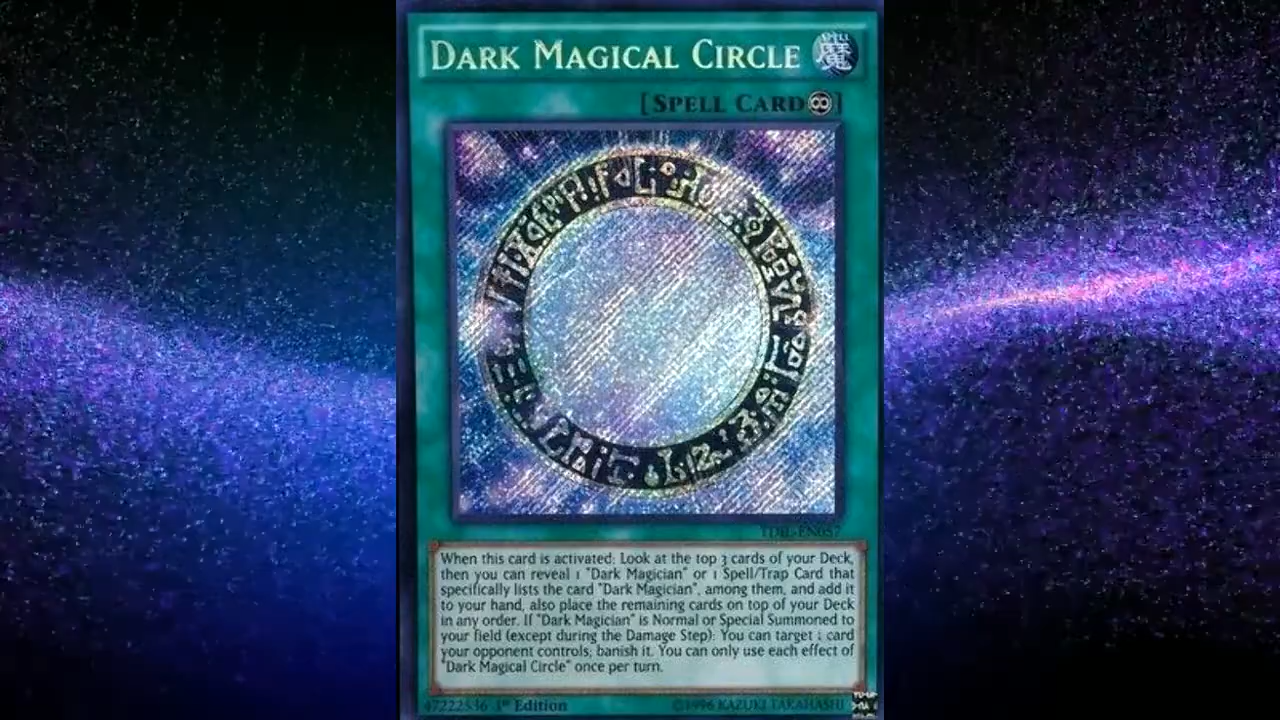 DARK MAGICAL CIRCLE
SPELL
魔
[SPELL CARD]
TDIL-EN057
When this card is activated: Look at the top 3 cards of your Deck,
then you can reveal 1 "Dark Magician" or 1 Spell/Trap Card that
specifically lists the card "Dark Magician", among them, and add it
to your hand, also place the remaining cards on top of your Deck
in any order. If "Dark Magician" is Normal or Special Summoned to
your field (except during the Damage Step): You can target 1 card
your opponent controls; banish it. You can only use each effect of
"Dark Magical Circle" once per turn.
47222536 1st Edition ©1996 KAZUKI TAKAHASHI